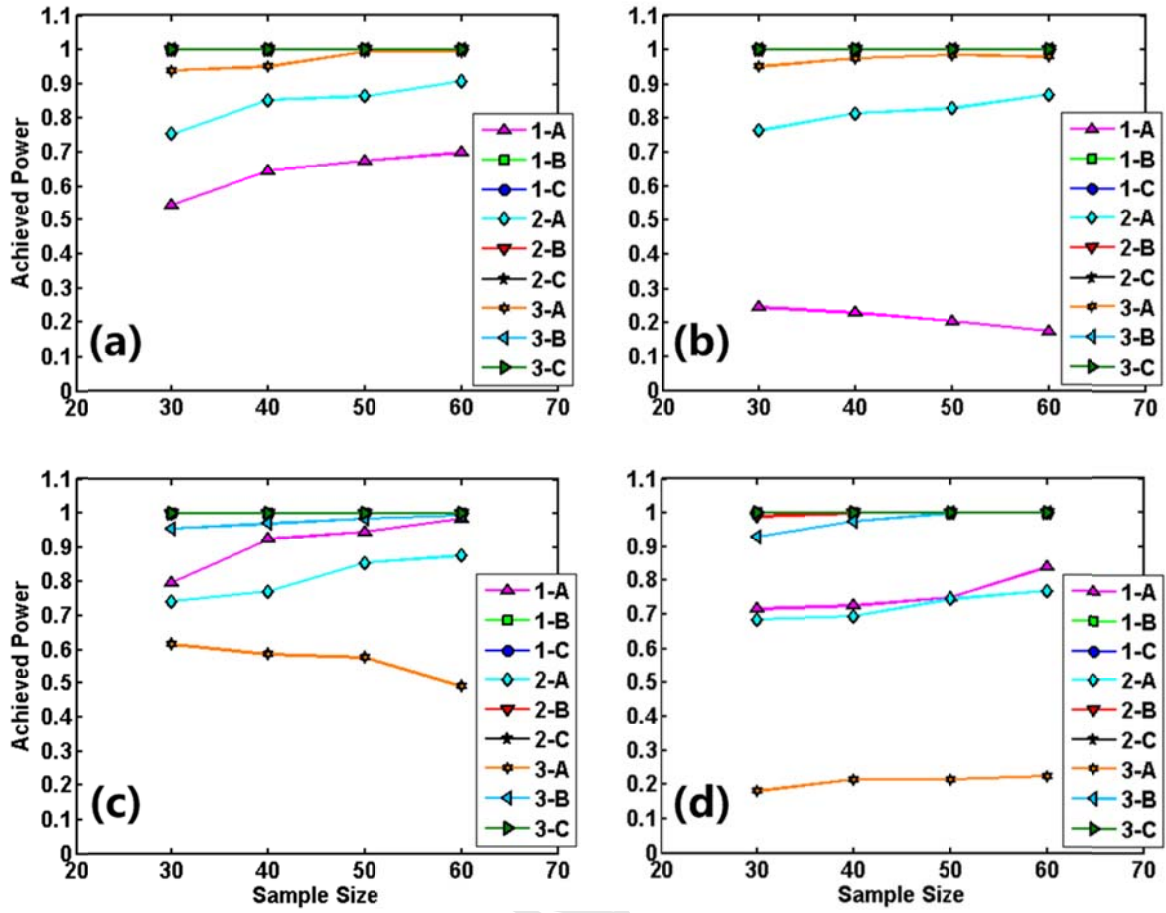 1.1
1
0.9
0.8
0.7
0.6
0.5
0.4
0.3
0.2
0.1
0
Achieved Power
(a)
1-A
1-B
1-C
2-A
2-B
2-C
3-A
3-B
3-C
20 30 40 50 60 70
1.1
1
0.9
0.8
0.7
0.6
0.5
0.4
0.3
0.2
0.1
0
(b)
1-A
1-B
1-C
2-A
2-B
2-C
3-A
3-B
3-C
20 30 40 50 60 70
1.1
1
0.9
0.8
0.7
0.6
0.5
0.4
0.3
0.2
0.1
0
Achieved Power
(c)
1-A
1-B
1-C
2-A
2-B
2-C
3-A
3-B
3-C
20 30 40 50 60 70
Sample Size
1.1
1
0.9
0.8
0.7
0.6
0.5
0.4
0.3
0.2
0.1
0
(d)
1-A
1-B
1-C
2-A
2-B
2-C
3-A
3-B
3-C
20 30 40 50 60 70
Sample Size